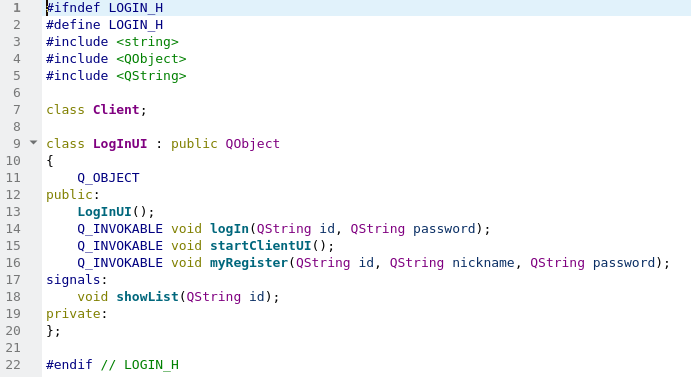 1 #ifndef LOGIN_H
2 #define LOGIN_H
3 #include <string>
4 #include <QObject>
5 #include <QString>
6
7 class Client;
8
9 class LogInUI : public QObject
10 {
11     Q_OBJECT
12 public:
13     LogInUI();
14     Q_INVOKABLE void logIn(QString id, QString password);
15     Q_INVOKABLE void startClientUI();
16     Q_INVOKABLE void myRegister(QString id, QString nickname, QString password);
17 signals:
18     void showList(QString id);
19 private:
20 };
21
22 #endif // LOGIN_H